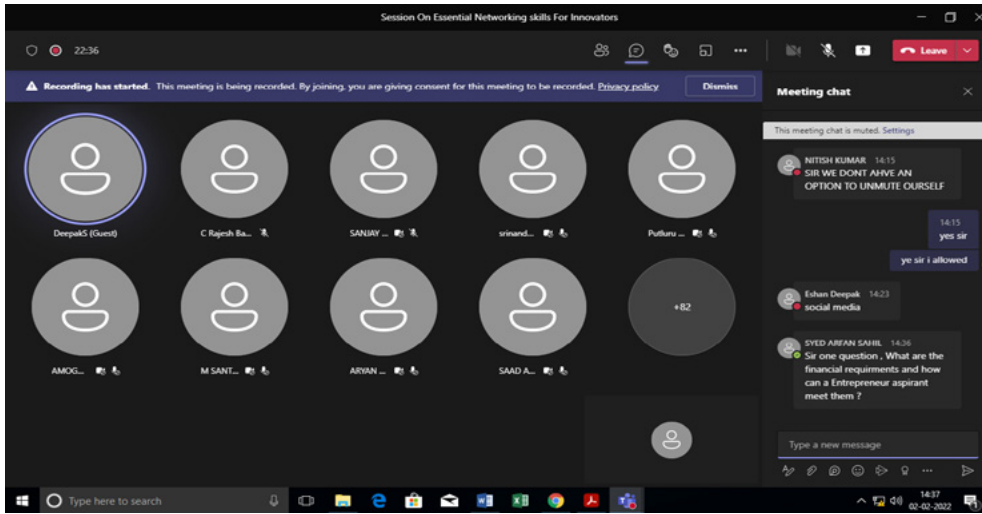 Session On Essential Networking skills For Innovators
22:36
Leave
Recording has started. This meeting is being recorded. By joining, you are giving consent for this meeting to be recorded. Privacy policy
Dismiss
DeepakS (Guest)
C Rajesh Ba...
SANJAY ...
srinand...
Putluru ...
AMOG...
M SANT...
ARYAN ...
SAAD A...
+82
Meeting chat
This meeting chat is muted. Settings
NITISH KUMAR 14:15
SIR WE DONT AHVE AN
OPTION TO UNMUTE OURSELF
14:15
yes sir
ye sir i allowed
Eshan Deepak 14:23
social media
SYED ARFAN SAHIL 14:36
Sir one question , What are the
financial requirments and how
can a Entrepreneur aspirant
meet them ?
Type a new message
Type here to search
14:37
02-02-2022